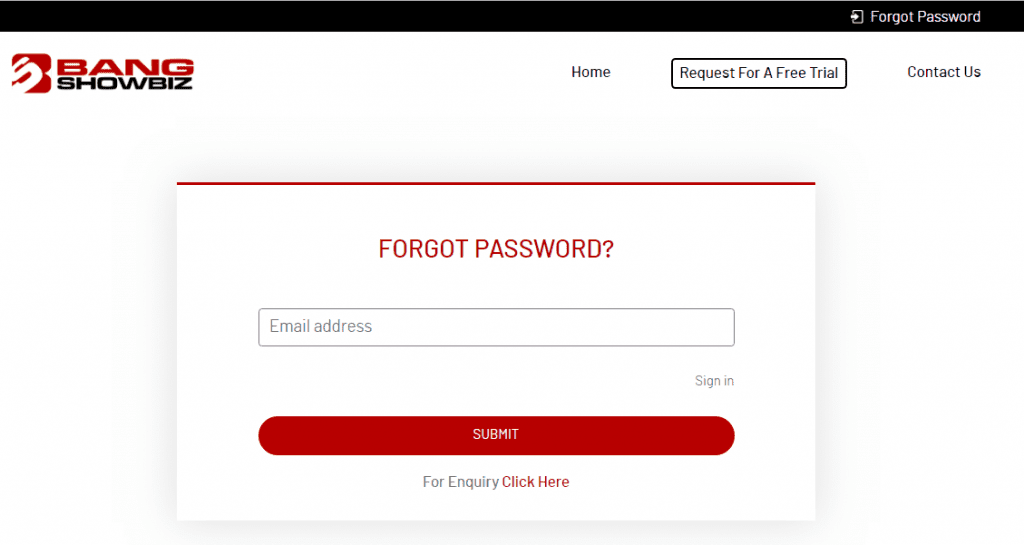 Forgot Password
BANG
SHOWBIZ
Home
Request For A Free Trial
Contact Us
FORGOT PASSWORD?
Email address
Sign in
SUBMIT
For Enquiry Click Here